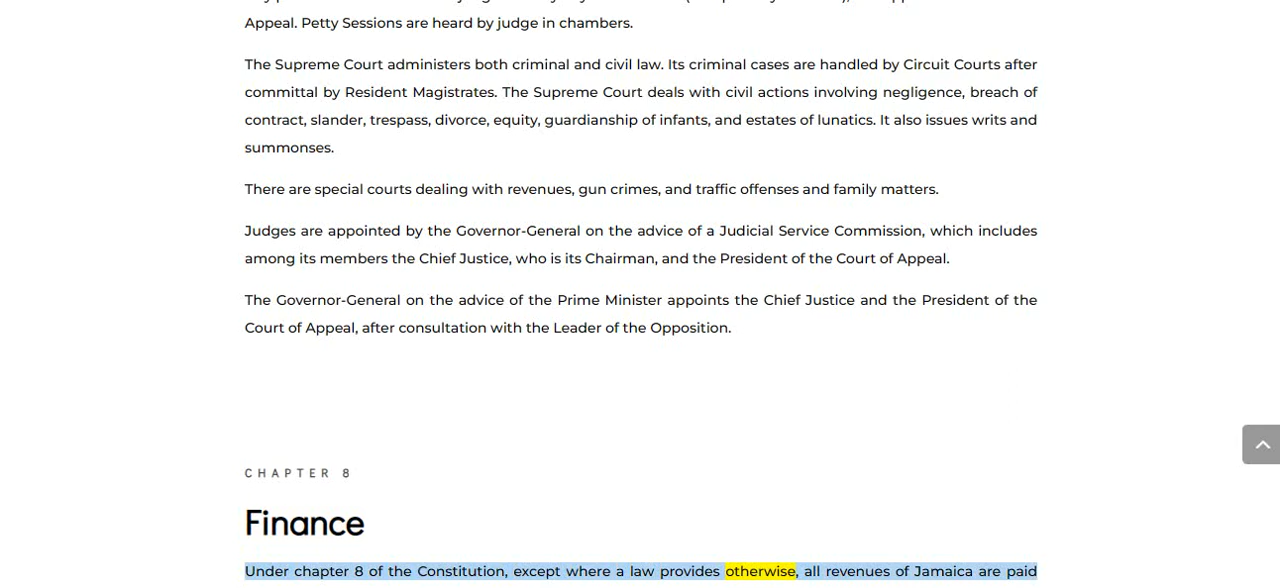 Appeal. Petty Sessions are heard by judge in chambers.
The Supreme Court administers both criminal and civil law. Its criminal cases are handled by Circuit Courts after
committal by Resident Magistrates. The Supreme Court deals with civil actions involving negligence, breach of
contract, slander, trespass, divorce, equity, guardianship of infants, and estates of lunatics. It also issues writs and
summonses.
There are special courts dealing with revenues, gun crimes, and traffic offenses and family matters.
Judges are appointed by the Governor-General on the advice of a Judicial Service Commission, which includes
among its members the Chief Justice, who is its Chairman, and the President of the Court of Appeal.
The Governor-General on the advice of the Prime Minister appoints the Chief Justice and the President of the
Court of Appeal, after consultation with the Leader of the Opposition.
CHAPTER 8
Finance
Under chapter 8 of the Constitution, except where a law provides otherwise, all revenues of Jamaica are paid